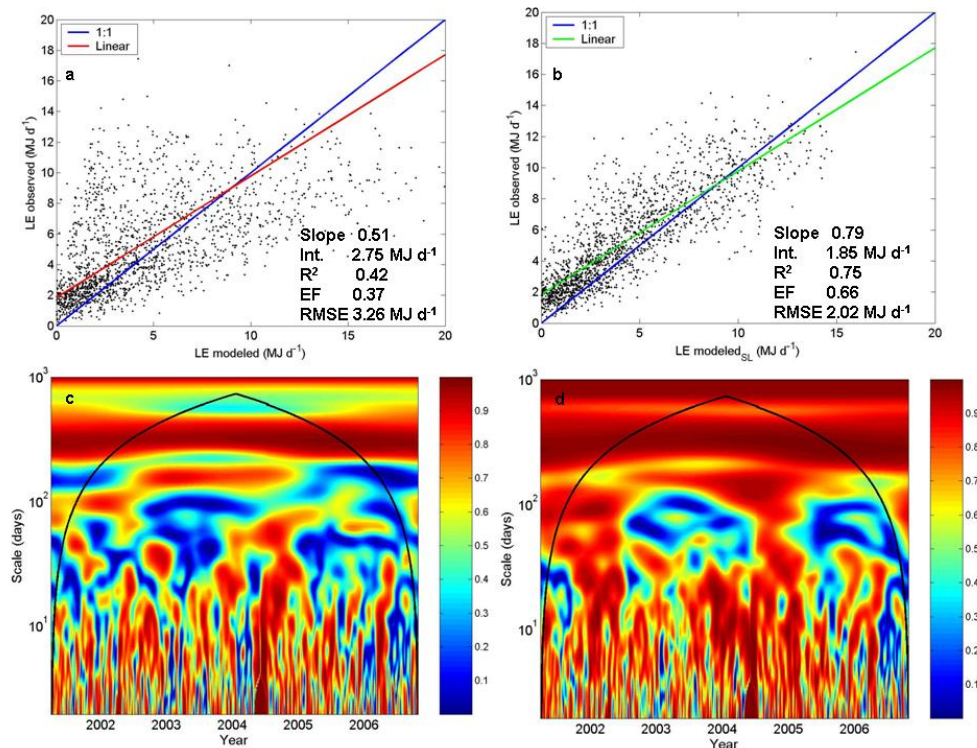 20
18
16
14
12
10
8
6
4
2
0
LE observed (MJ d⁻¹)
1:1
Linear
a
Slope 0.51
Int. 2.75 MJ d⁻¹
R² 0.42
EF 0.37
RMSE 3.26 MJ d⁻¹
0 5 10 15 20
LE modeled (MJ d⁻¹)
20
18
16
14
12
10
8
6
4
2
0
LE observed (MJ d⁻¹)
1:1
Linear
b
Slope 0.79
Int. 1.85 MJ d⁻¹
R² 0.75
EF 0.66
RMSE 2.02 MJ d⁻¹
0 5 10 15 20
LE modeled_SL (MJ d⁻¹)
c
10³
10²
10¹
Scale (days)
2002 2003 2004 2005 2006
Year
0.9
0.8
0.7
0.6
0.5
0.4
0.3
0.2
0.1
d
10³
10²
10¹
Scale (days)
2002 2003 2004 2005 2006
Year
0.9
0.8
0.7
0.6
0.5
0.4
0.3
0.2
0.1